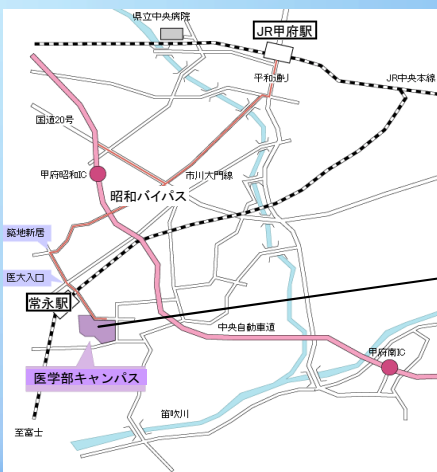 県立中央病院
JR甲府駅
平和通り
JR中央本線
国道20号
甲府昭和IC
市川大門線
昭和バイパス
築地新居
医大入口
常永駅
中央自動車道
甲府南IC
医学部キャンパス
笛吹川
至富士